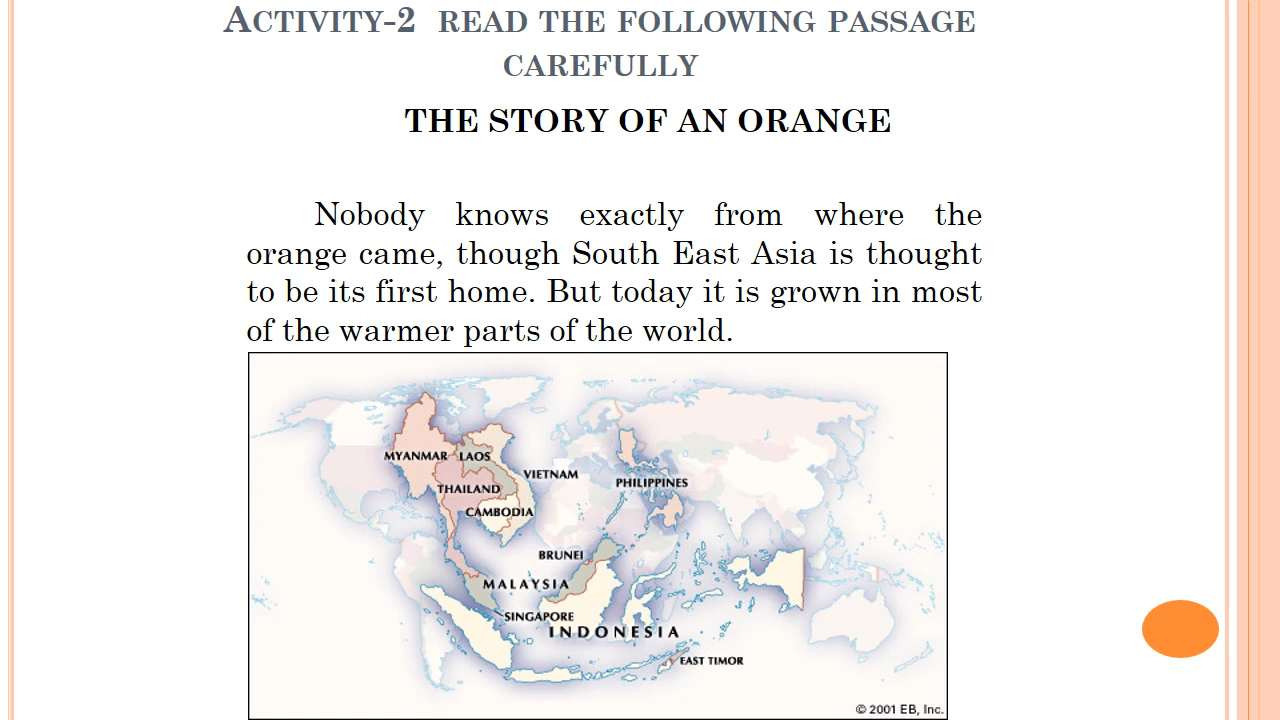 ACTIVITY-2 READ THE FOLLOWING PASSAGE
CAREFULLY
THE STORY OF AN ORANGE
Nobody knows exactly from where the
orange came, though South East Asia is thought
to be its first home. But today it is grown in most
of the warmer parts of the world.
MYANMAR LAOS
VIETNAM
PHILIPPINES
THAILAND
CAMBODIA
BRUNEI
MALAYSIA
SINGAPORE
INDONESIA
EAST TIMOR
© 2001 EB, Inc.